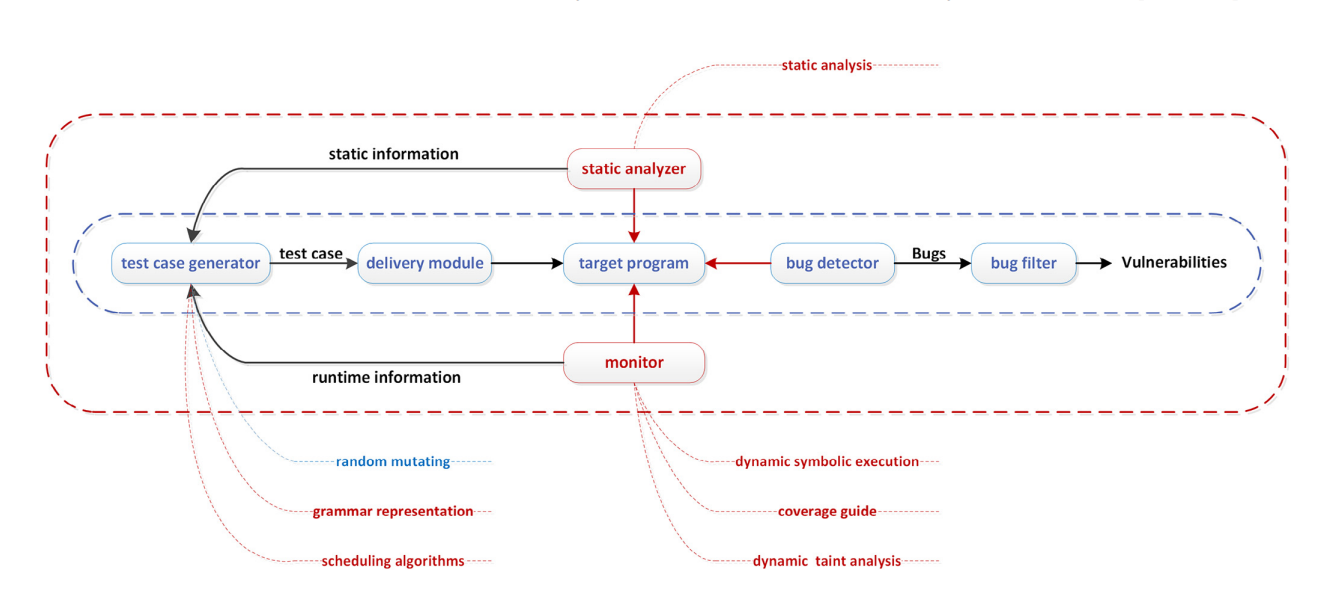 static analysis
static information
static analyzer
test case generator
test case
delivery module
target program
bug detector
Bugs
bug filter
Vulnerabilities
monitor
runtime information
random mutating
dynamic symbolic execution
grammar representation
coverage guide
scheduling algorithms
dynamic taint analysis